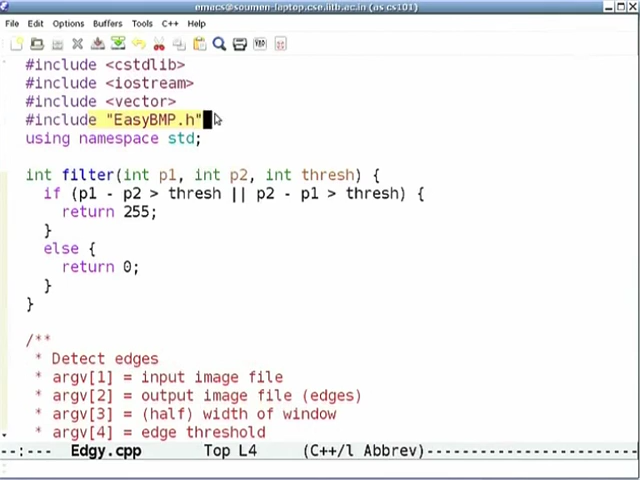 emacs@soumen-laptop.cse.iitb.ac.in (as cs101)
File Edit Options Buffers Tools C++ Help
#include <cstdlib>
#include <iostream>
#include <vector>
#include "EasyBMP.h"
using namespace std;
int filter(int p1, int p2, int thresh) {
if (p1 - p2 > thresh || p2 - p1 > thresh) {
return 255;
}
else {
return 0;
}
}
/**
* Detect edges
* argv[1] = input image file
* argv[2] = output image file (edges)
* argv[3] = (half) width of window
* argv[4] = edge threshold
--:--- Edgy.cpp Top L4 (C++/l Abbrev)------------------------